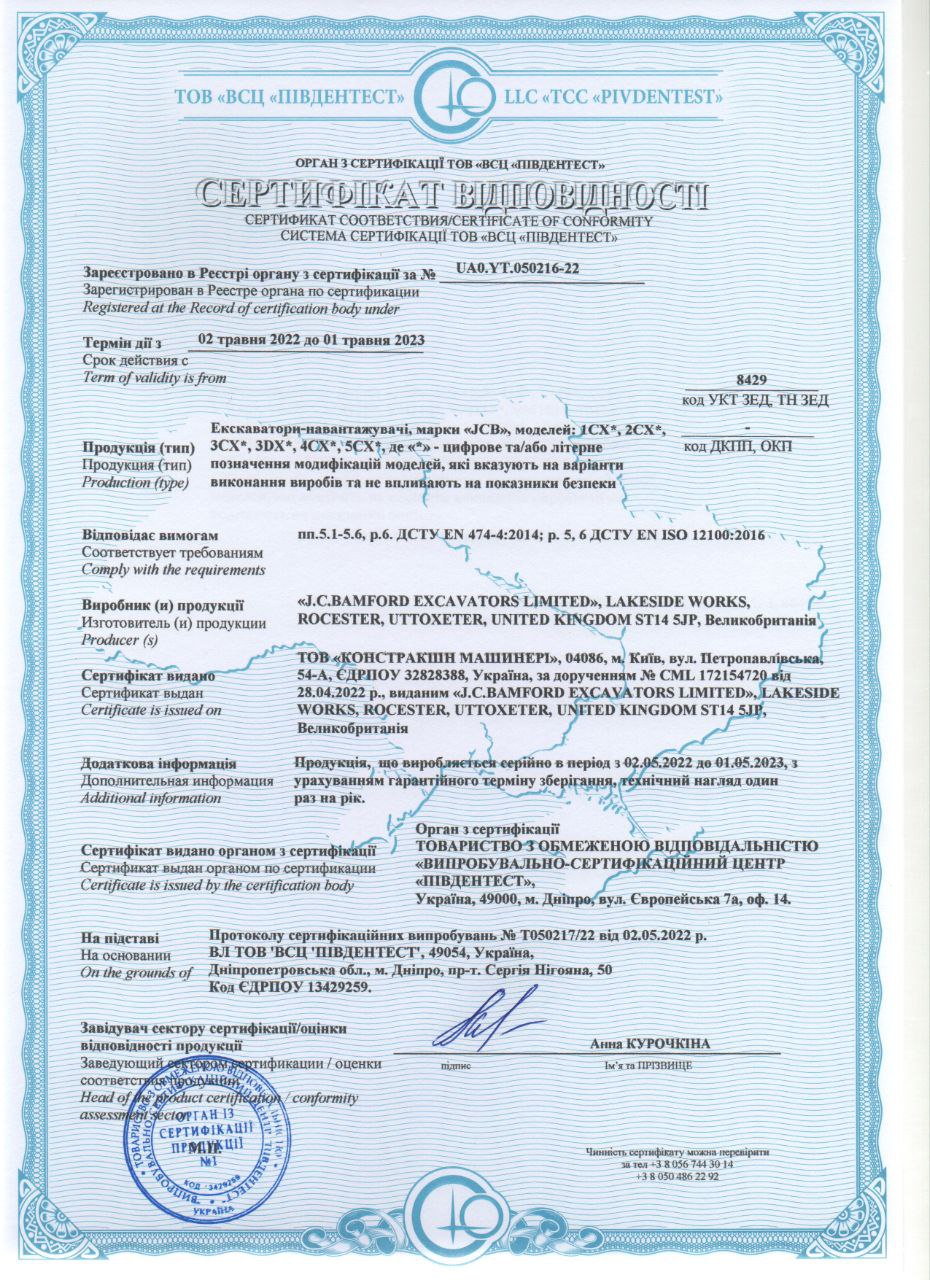 ТОВ «ВСЦ «ПІВДЕНТЕСТ»
LLC «TCC «PIVDENTEST»
ОРГАН З СЕРТИФІКАЦІЇ ТОВ «ВСЦ «ПІВДЕНТЕСТ»
СЕРТИФІКАТ ВІДПОВІДНОСТІ
СЕРТИФИКАТ СООТВЕТСТВИЯ/CERTIFICATE OF CONFORMITY
СИСТЕМА СЕРТИФІКАЦІЇ ТОВ «ВСЦ «ПІВДЕНТЕСТ»
Зареєстровано в Реєстрі органу з сертифікації за № UA0.YT.050216-22
Зарегистрирован в Реестре органа по сертификации
Registered at the Record of certification body under
Термін дії з 02 травня 2022 до 01 травня 2023
Срок действия с
Term of validity is from
8429
код УКТ ЗЕД, ТН ЗЕД
-
код ДКПП, ОКП
Продукція (тип)
Продукция (тип)
Production (type)
Екскаватори-навантажувачі, марки «JCB», моделей: 1CX*, 2CX*,
3CX*, 3DX*, 4CX*, 5CX*, де «*» - цифрове та/або літерне
позначення модифікацій моделей, які вказують на варіанти
виконання виробів та не впливають на показники безпеки
Відповідає вимогам
Соответствует требованиям
Comply with the requirements
пп.5.1-5.6, р.6. ДСТУ EN 474-4:2014; р. 5, 6 ДСТУ EN ISO 12100:2016
Виробник (и) продукції
Изготовитель (и) продукции
Producer (s)
«J.C.BAMFORD EXCAVATORS LIMITED», LAKESIDE WORKS,
ROCESTER, UTTOXETER, UNITED KINGDOM ST14 5JP, Великобританія
Сертифікат видано
Сертификат выдан
Certificate is issued on
ТОВ «КОНСТРАКШН МАШИНЕРІ», 04086, м. Київ, вул. Петропавлівська,
54-А, ЄДРПОУ 32828388, Україна, за дорученням № CML 172154720 від
28.04.2022 р., виданим «J.C.BAMFORD EXCAVATORS LIMITED», LAKESIDE
WORKS, ROCESTER, UTTOXETER, UNITED KINGDOM ST14 5JP,
Великобританія
Додаткова інформація
Дополнительная информация
Additional information
Продукція, що виробляється серійно в період з 02.05.2022 до 01.05.2023, з
урахуванням гарантійного терміну зберігання, технічний нагляд один
раз на рік.
Сертифікат видано органом з сертифікації
Сертификат выдан органом по сертификации
Certificate is issued by the certification body
Орган з сертифікації
ТОВАРИСТВО З ОБМЕЖЕНОЮ ВІДПОВІДАЛЬНІСТЮ
«ВИПРОБУВАЛЬНО-СЕРТИФІКАЦІЙНИЙ ЦЕНТР
«ПІВДЕНТЕСТ»,
Україна, 49000, м. Дніпро, вул. Європейська 7а, оф. 14.
На підставі
На основании
On the grounds of
Протоколу сертифікаційних випробувань № Т050217/22 від 02.05.2022 р.
ВЛ ТОВ 'ВСЦ 'ПІВДЕНТЕСТ', 49054, Україна,
Дніпропетровська обл., м. Дніпро, пр-т. Сергія Нігояна, 50
Код ЄДРПОУ 13429259.
Завідувач сектору сертифікації/оцінки
відповідності продукції
Заведующий сектором сертификации / оценки
соответствия продукции
Head of the product certification / conformity
assessment sector
Анна КУРОЧКІНА
підпис
Ім'я та ПРІЗВИЩЕ
М.П.
ОРГАН ІЗ
СЕРТИФІКАЦІЇ
ПРОДУКЦІЇ
№1
УКРАЇНА
Чинність сертифікату можна перевірити
за тел +3 8 056 744 30 14
+3 8 050 486 22 92